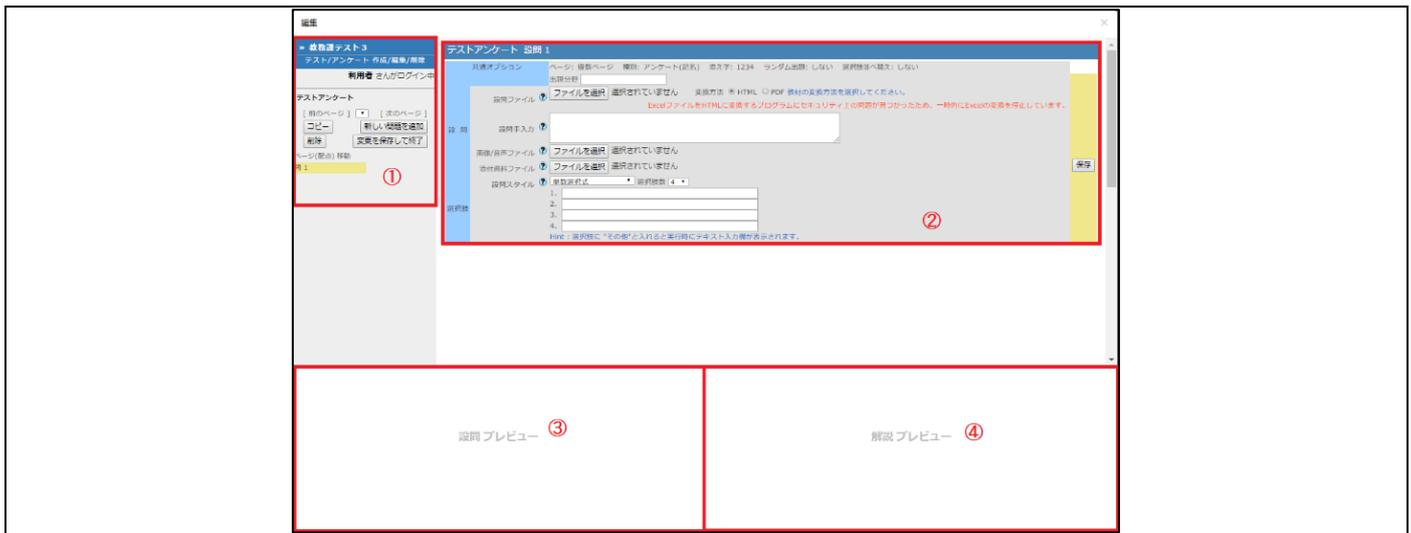 編集
×
» 教務課テスト3
テスト/アンケート 作成/編集/削除
利用者 さんがログイン中
テストアンケート
[ 前のページ ] [ 次のページ ]
コピー 新しい問題を追加
削除 変更を保存して終了
ページ(配点) 移動
問 1
①
テストアンケート 設問 1
共通オプション ページ: 複数ページ 種別: アンケート(記名) 添え字: 1234 ランダム出題: しない 選択肢並べ替え: しない
出題分野
設問ファイル ? ファイルを選択 選択されていません 変換方法 HTML PDF 教材の変換方法を選択してください。
ExcelファイルをHTMLに変換するプログラムにセキュリティ上の問題が見つかったため、一時的にExcelの変換を停止しています。
設 問 設問手入力 ?
画像/音声ファイル ? ファイルを選択 選択されていません
添付資料ファイル ? ファイルを選択 選択されていません
保存
設問スタイル ? 単数選択式 選択肢数 4
1.
2.
選択肢 3.
4.
②
Hint : 選択肢に "その他"と入れると実行時にテキスト入力欄が表示されます。
設問 プレビュー ③
解説 プレビュー ④